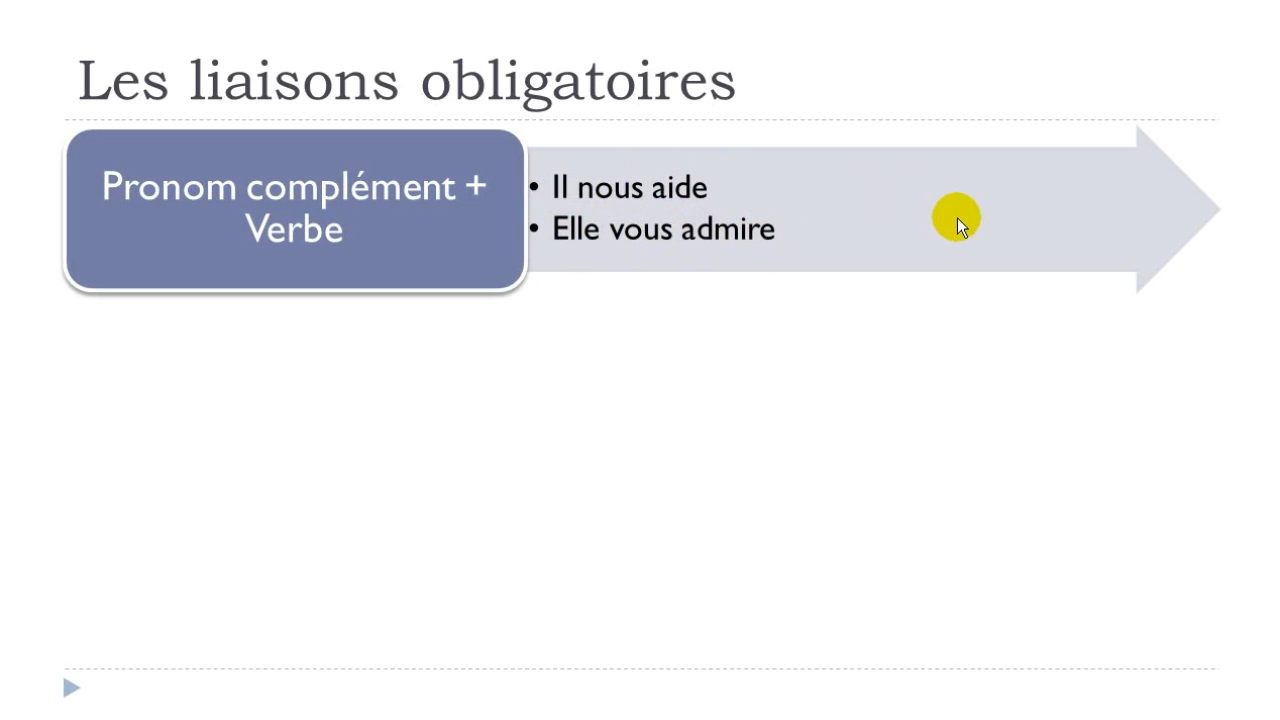 Les liaisons obligatoires
Pronom complément +
Verbe
• Il nous aide
• Elle vous admire